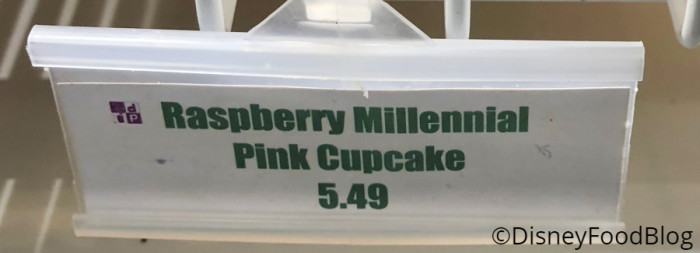 Raspberry Millennial
Pink Cupcake
5.49
©DisneyFoodBlog